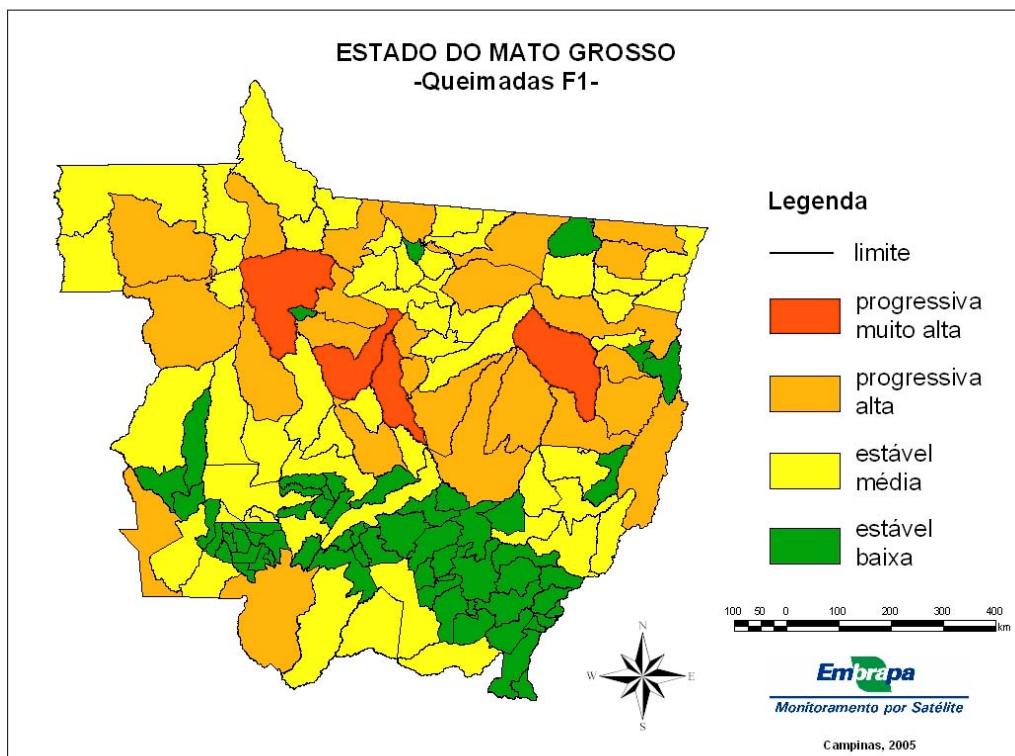 ESTADO DO MATO GROSSO
-Queimadas F1-
Legenda
limite
progressiva
muito alta
progressiva
alta
estável
média
estável
baixa
100 50 0 100 200 300 400
km
N
W E
S
Embrapa
Monitoramento por Satélite
Campinas, 2005